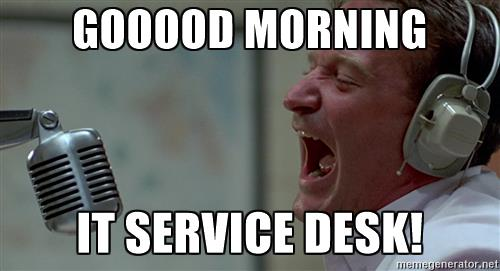 GOOOOD MORNING
IT SERVICE DESK!
memegenerator.net